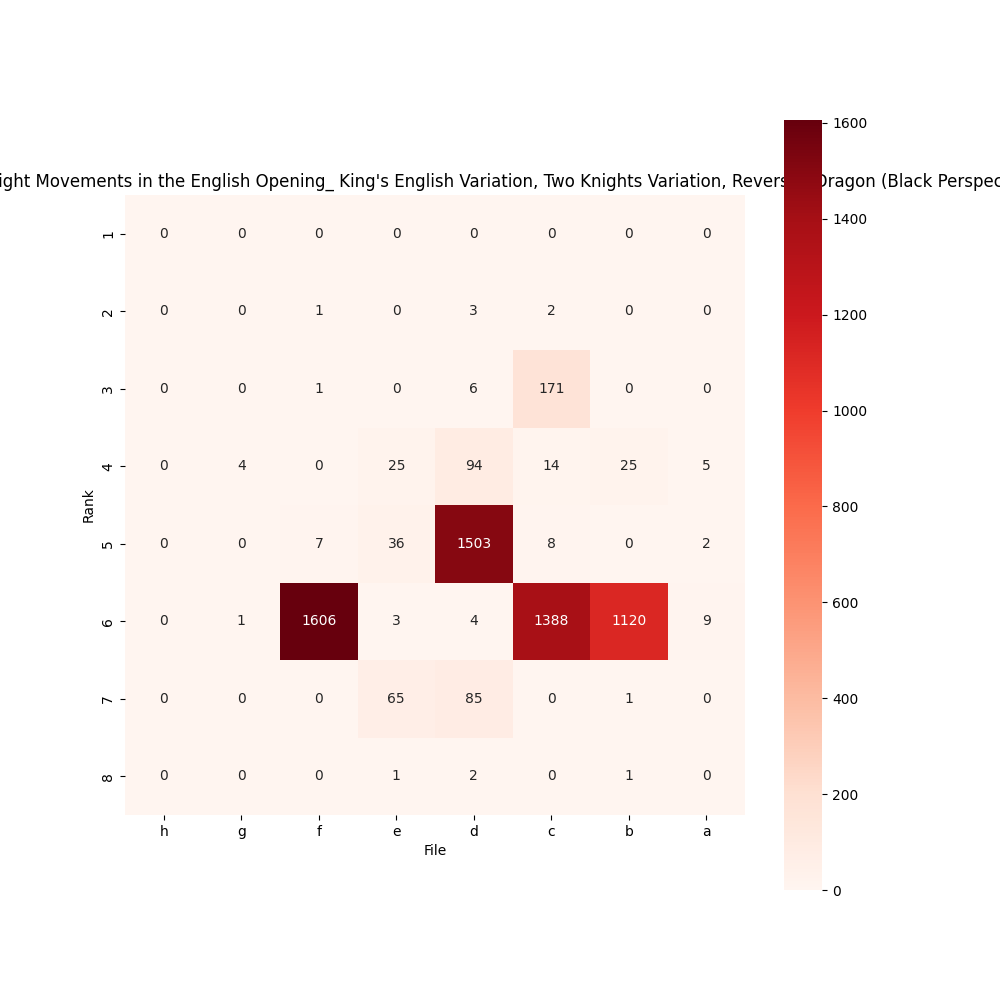 ight Movements in the English Opening_ King's English Variation, Two Knights Variation, Reversed Dragon (Black Perspec
1 0 0 0 0 0 0 0 0
2 0 0 1 0 3 2 0 0
3 0 0 1 0 6 171 0 0
4 0 4 0 25 94 14 25 5
Rank
5 0 0 7 36 1503 8 0 2
6 0 1 1606 3 4 1388 1120 9
7 0 0 0 65 85 0 1 0
8 0 0 0 1 2 0 1 0
h g f e d c b a
File
1600
1400
1200
1000
800
600
400
200
0